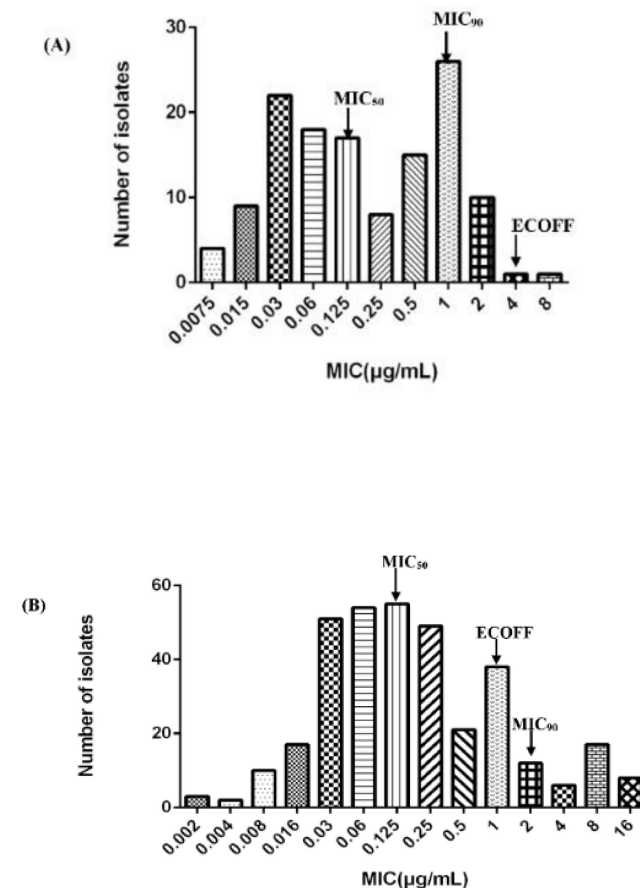 (A)
MIC90
30
MIC50
20
Number of isolates
10
ECOFF
0
0.0075 0.015 0.03 0.06 0.125 0.25 0.5 1 2 4 8
MIC(µg/mL)
MIC50
(B)
60
ECOFF
40
Number of isolates
MIC90
20
0
0.002 0.004 0.008 0.016 0.03 0.06 0.125 0.25 0.5 1 2 4 8 16
MIC(µg/mL)